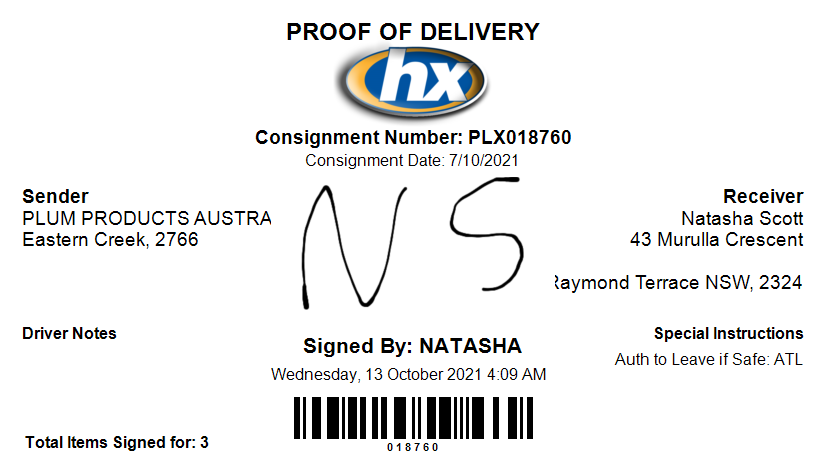 PROOF OF DELIVERY
hx
Consignment Number: PLX018760
Consignment Date: 7/10/2021
Sender
PLUM PRODUCTS AUSTRA
Eastern Creek, 2766
NS
Receiver
Natasha Scott
43 Murulla Crescent
Raymond Terrace NSW, 2324
Driver Notes
Signed By: NATASHA
Wednesday, 13 October 2021 4:09 AM
Special Instructions
Auth to Leave if Safe: ATL
Total Items Signed for: 3
018760